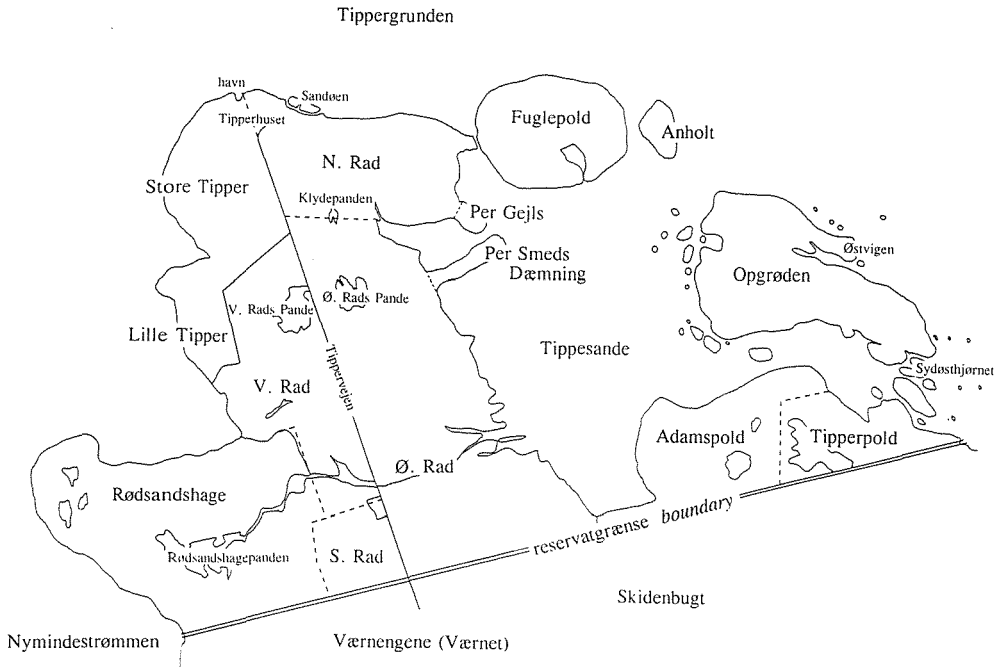 Tippergrunden
havn
Sandøen
Tipperhuset
Fuglepold
Anholt
N. Rad
Store Tipper
Klydepanden
Per Gejls
Per Smeds
Dæmning
Østvigen
Opgrøden
V. Rads Pande
Ø. Rads Pande
Lille Tipper
Tippervejen
Tippesande
Sydøsthjørnet
V. Rad
Adamspold
Tipperpold
Ø. Rad
Rødsandshage
reservatgrænse boundary
Rødsandshagepanden
S. Rad
Skidenbugt
Nymindestrømmen
Værnengene (Værnet)